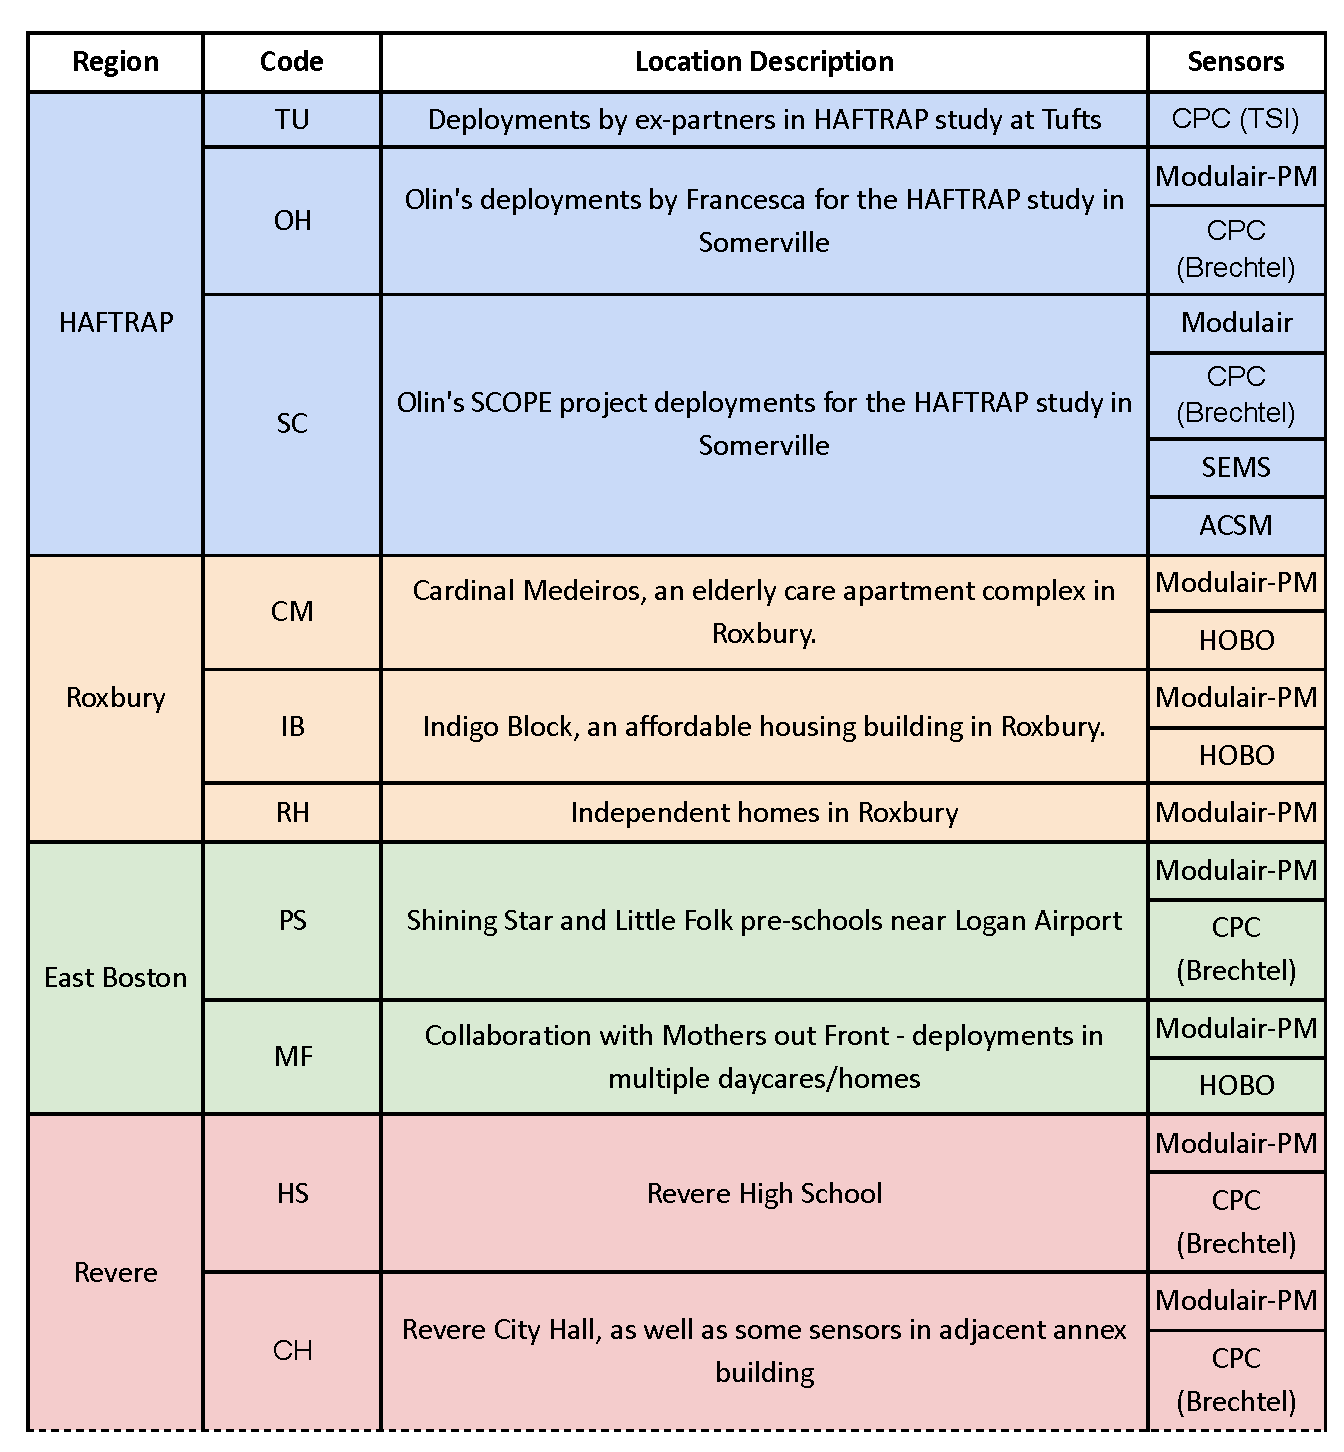 Region Code Location Description Sensors
HAFTRAP
TU
Deployments by ex-partners in HAFTRAP study at Tufts
CPC (TSI)
OH
Olin's deployments by Francesca for the HAFTRAP study in
Somerville
Modulair-PM
CPC
(Brechtel)
SC
Olin's SCOPE project deployments for the HAFTRAP study in
Somerville
Modulair
CPC
(Brechtel)
SEMS
ACSM
Roxbury
CM
Cardinal Medeiros, an elderly care apartment complex in
Roxbury.
Modulair-PM
HOBO
IB
Indigo Block, an affordable housing building in Roxbury.
Modulair-PM
HOBO
RH
Independent homes in Roxbury
Modulair-PM
East Boston
PS
Shining Star and Little Folk pre-schools near Logan Airport
Modulair-PM
CPC
(Brechtel)
MF
Collaboration with Mothers out Front - deployments in
multiple daycares/homes
Modulair-PM
HOBO
Revere
HS
Revere High School
Modulair-PM
CPC
(Brechtel)
CH
Revere City Hall, as well as some sensors in adjacent annex
building
Modulair-PM
CPC
(Brechtel)